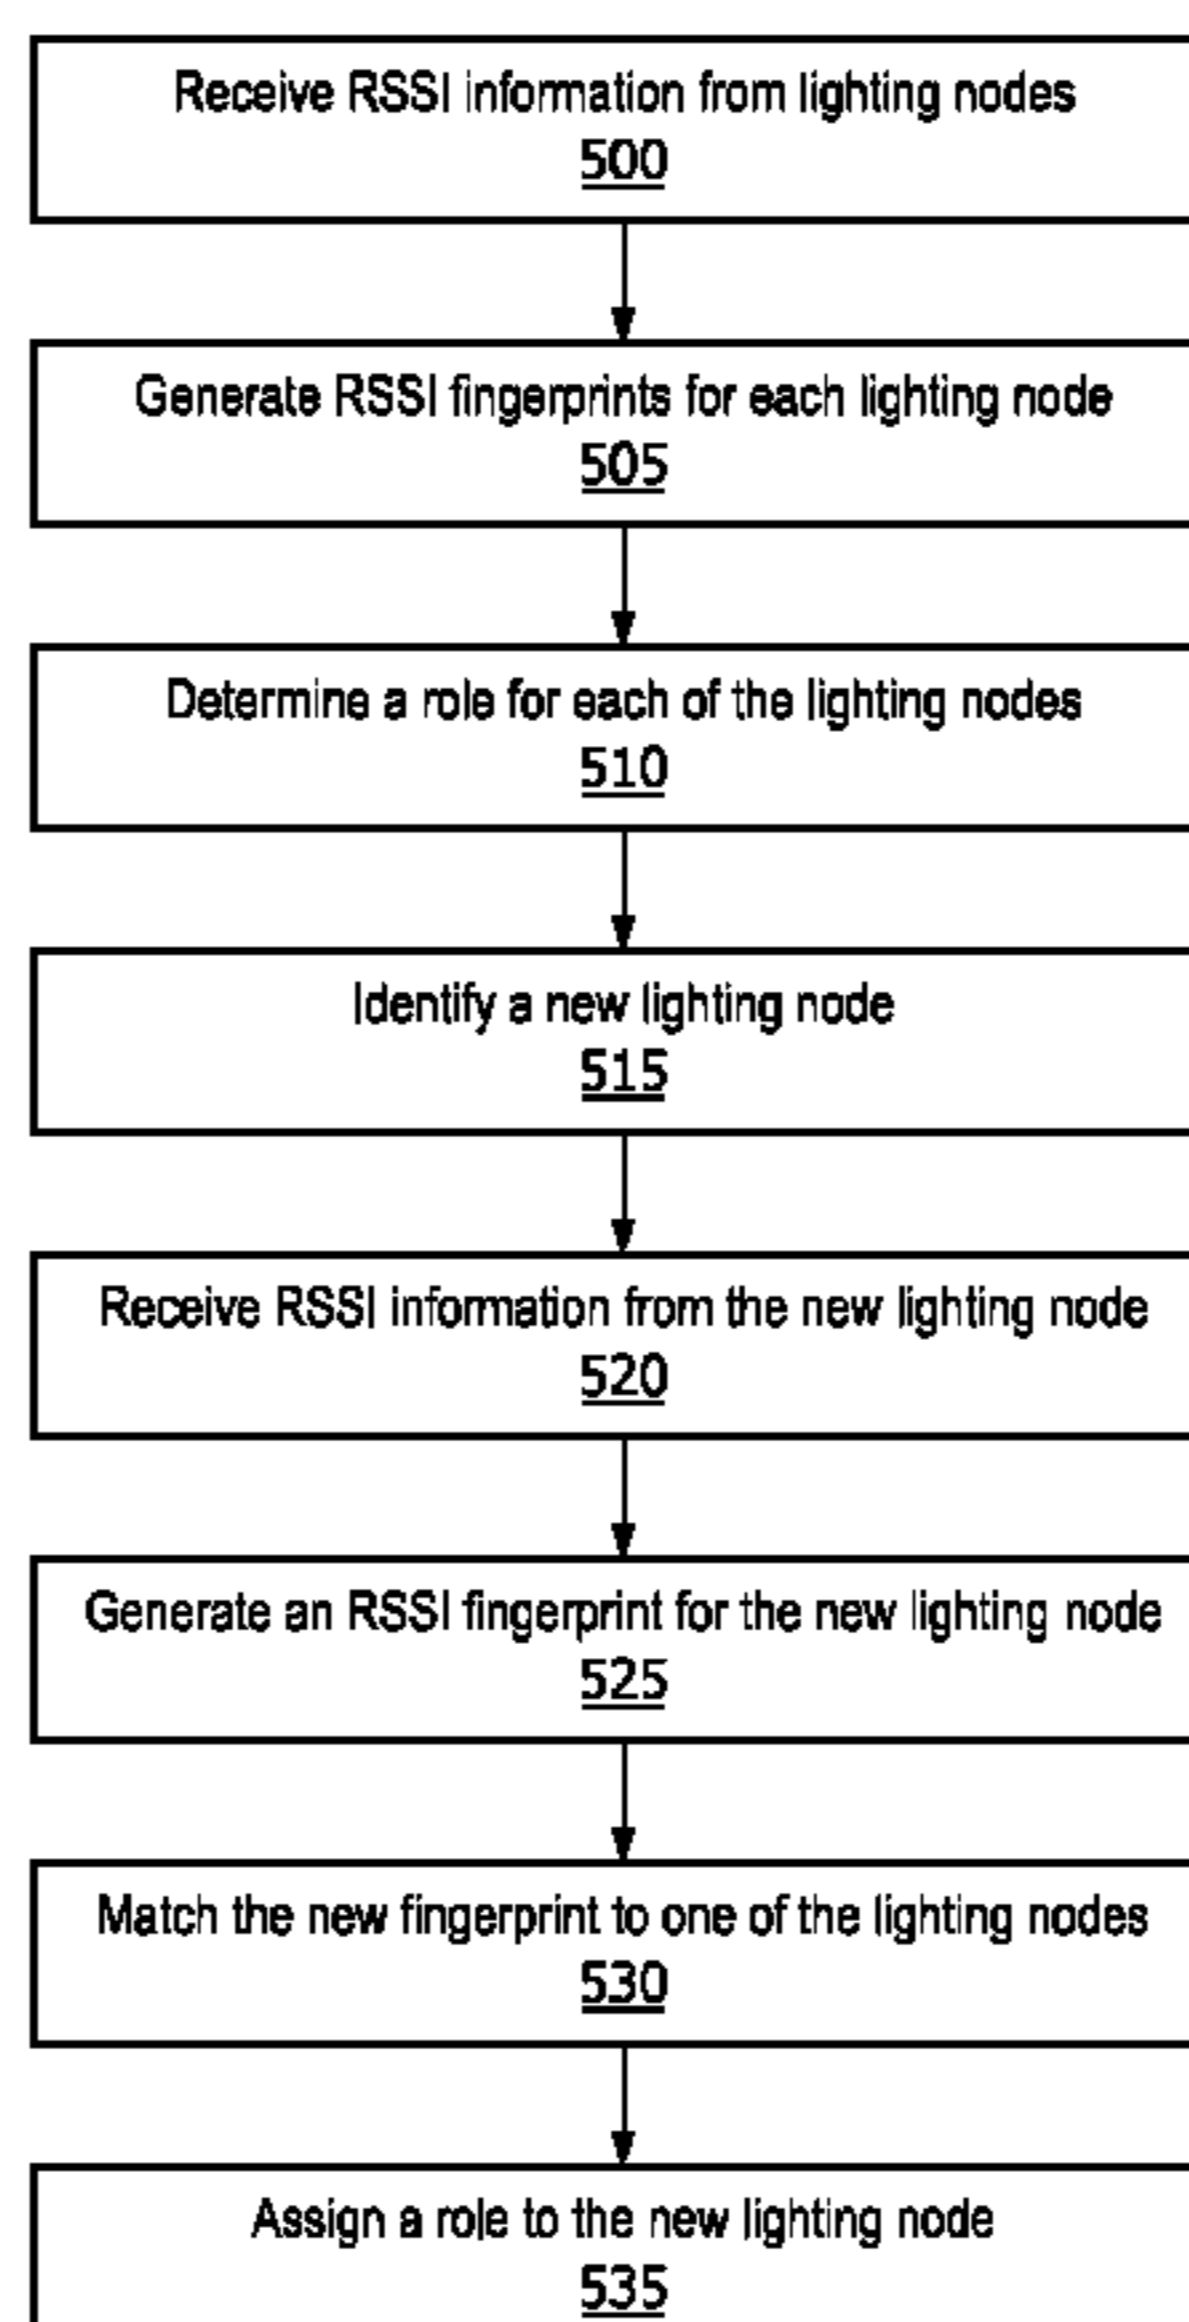 Receive RSSI information from lighting nodes
500
Generate RSSI fingerprints for each lighting node
505
Determine a role for each of the lighting nodes
510
Identify a new lighting node
515
Receive RSSI information from the new lighting node
520
Generate an RSSI fingerprint for the new lighting node
525
Match the new fingerprint to one of the lighting nodes
530
Assign a role to the new lighting node
535